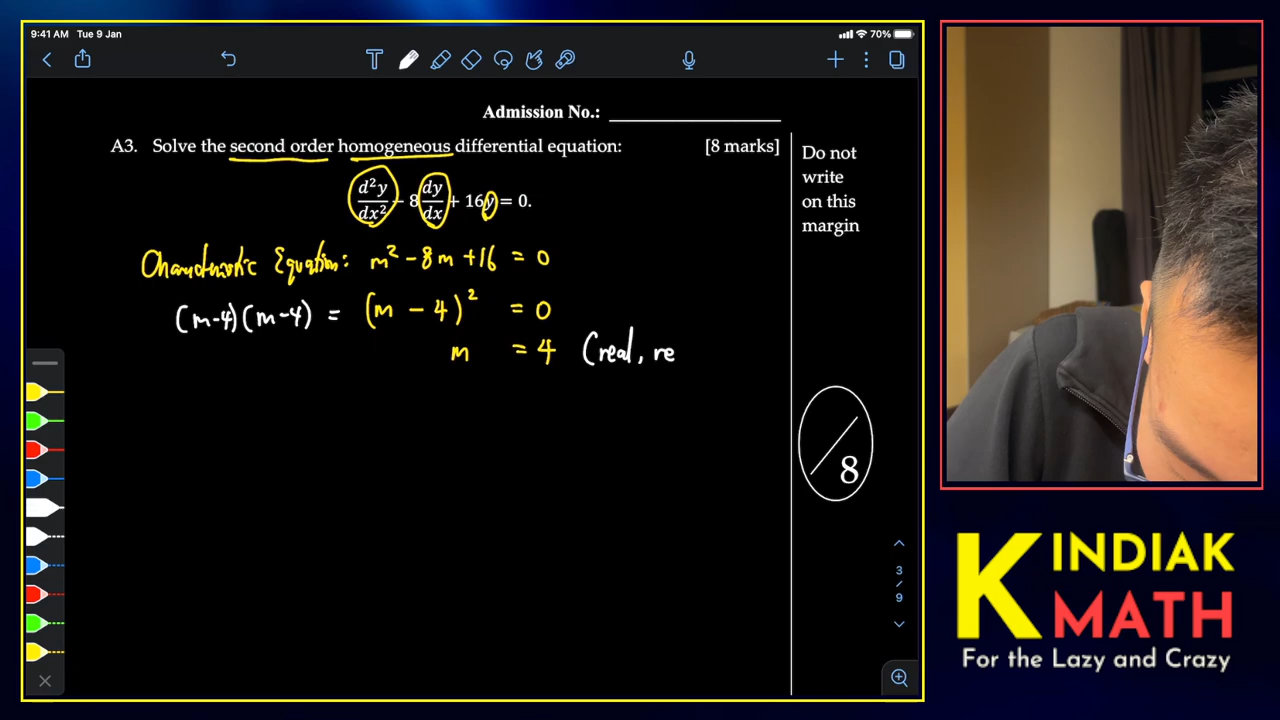 9:41 AM Tue 9 Jan
70%
Admission No.: ____________
A3. Solve the second order homogeneous differential equation: [8 marks]
d²y/dx² − 8 dy/dx + 16y = 0.
Do not
write
on this
margin
Characteristic Equation: m² - 8m + 16 = 0
(m-4)(m-4) = (m - 4)² = 0
m = 4 (real, re
8
3
/
9
KINDIAK
MATH
For the Lazy and Crazy